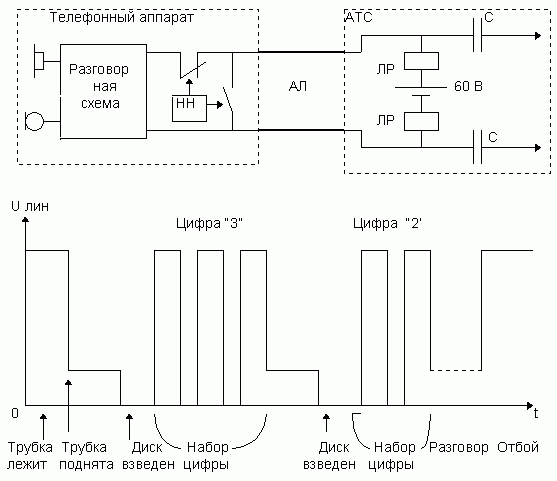 Телефонный аппарат
АТС
С
Разговор
ная
схема
НН
АЛ
ЛР
60 В
ЛР
С
U лин
Цифра "3"
Цифра "2'
0
t
Трубка
лежит
Трубка
поднята
Диск
взведен
Набор
цифры
Диск
взведен
Набор
цифры
Разговор
Отбой